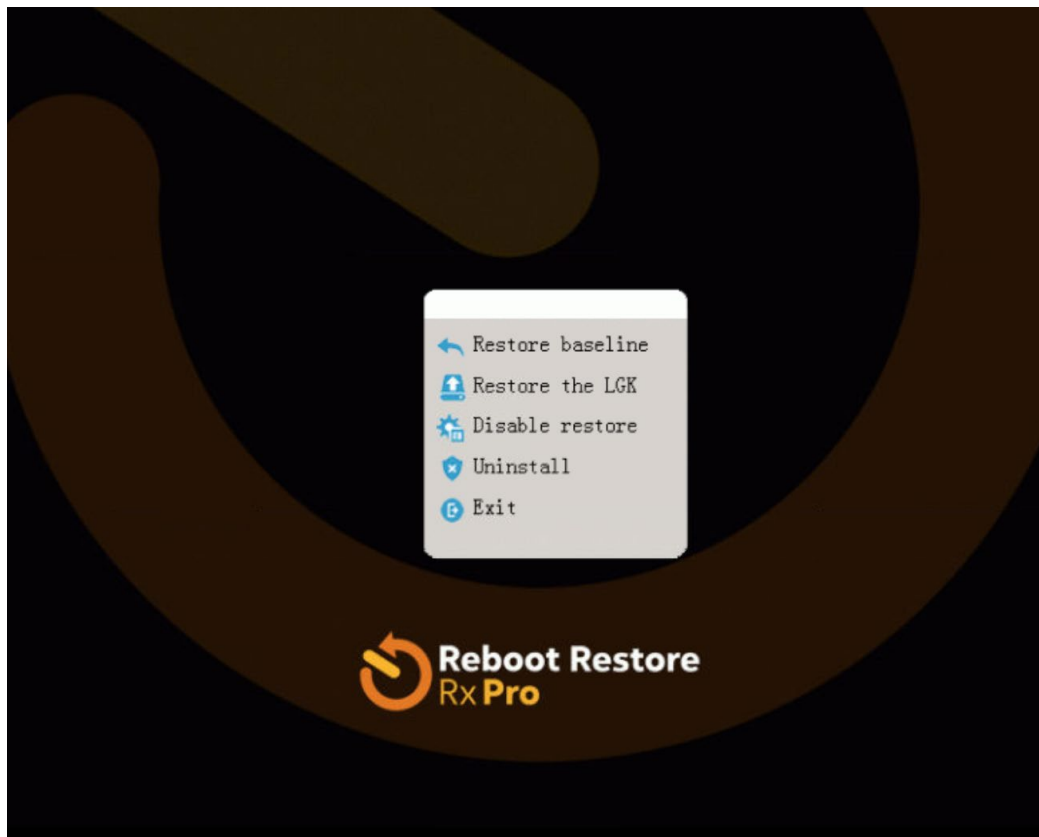 Restore baseline
Restore the LGK
Disable restore
Uninstall
Exit
Reboot Restore
Rx Pro